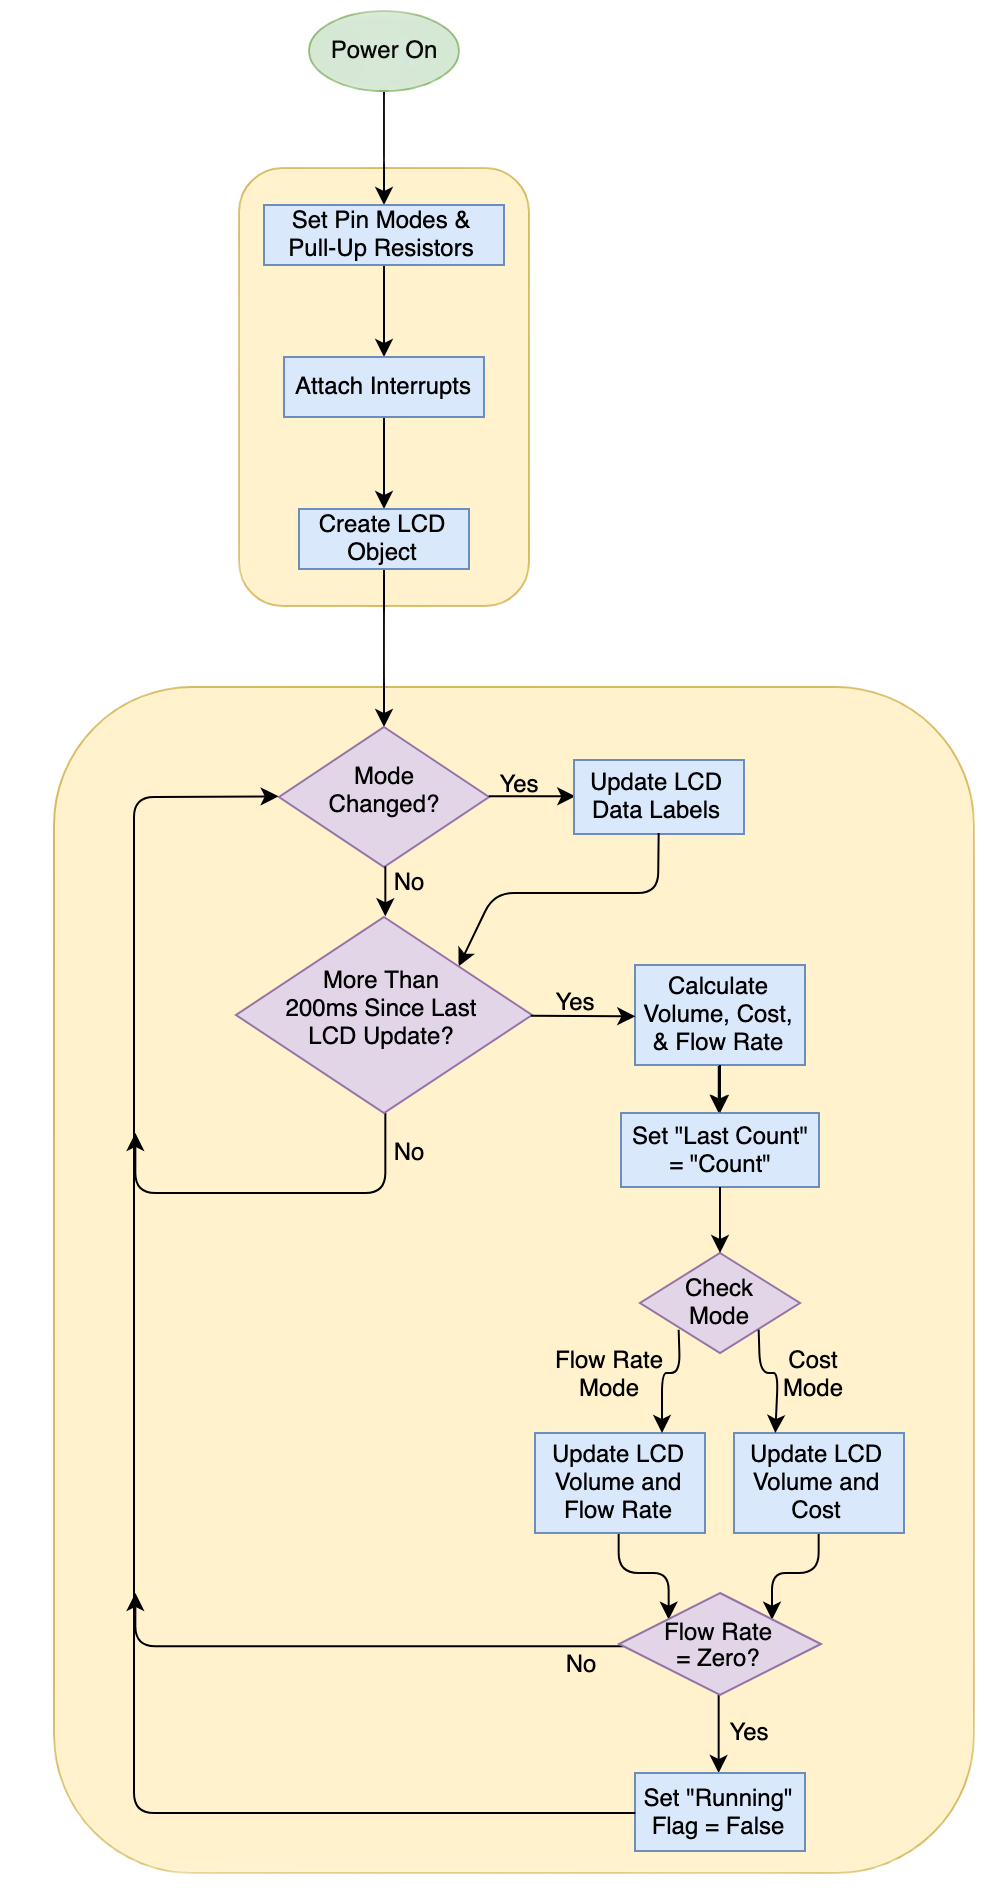 Power On
Set Pin Modes &
Pull-Up Resistors
Attach Interrupts
Create LCD
Object
Mode
Changed?
Yes
Update LCD
Data Labels
No
More Than
200ms Since Last
LCD Update?
Yes
Calculate
Volume, Cost,
& Flow Rate
No
Set "Last Count"
= "Count"
Check
Mode
Flow Rate
Mode
Cost
Mode
Update LCD
Volume and
Flow Rate
Update LCD
Volume and
Cost
Flow Rate
= Zero?
No
Yes
Set "Running"
Flag = False